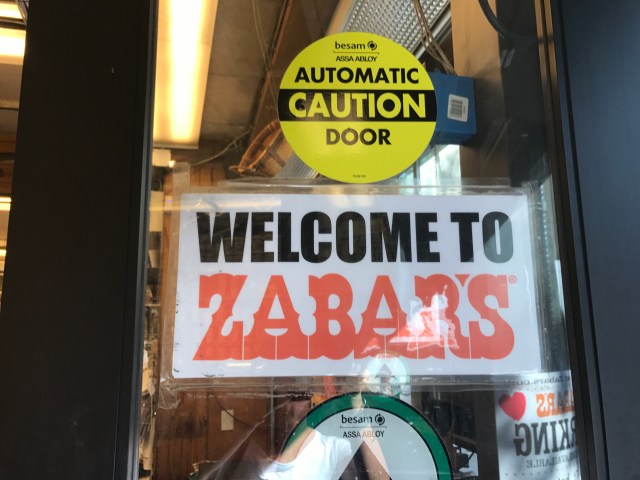 besam
ASSA ABLOY
AUTOMATIC
CAUTION
DOOR
WELCOME TO
ZABAR'S
besam
ASSA ABLOY